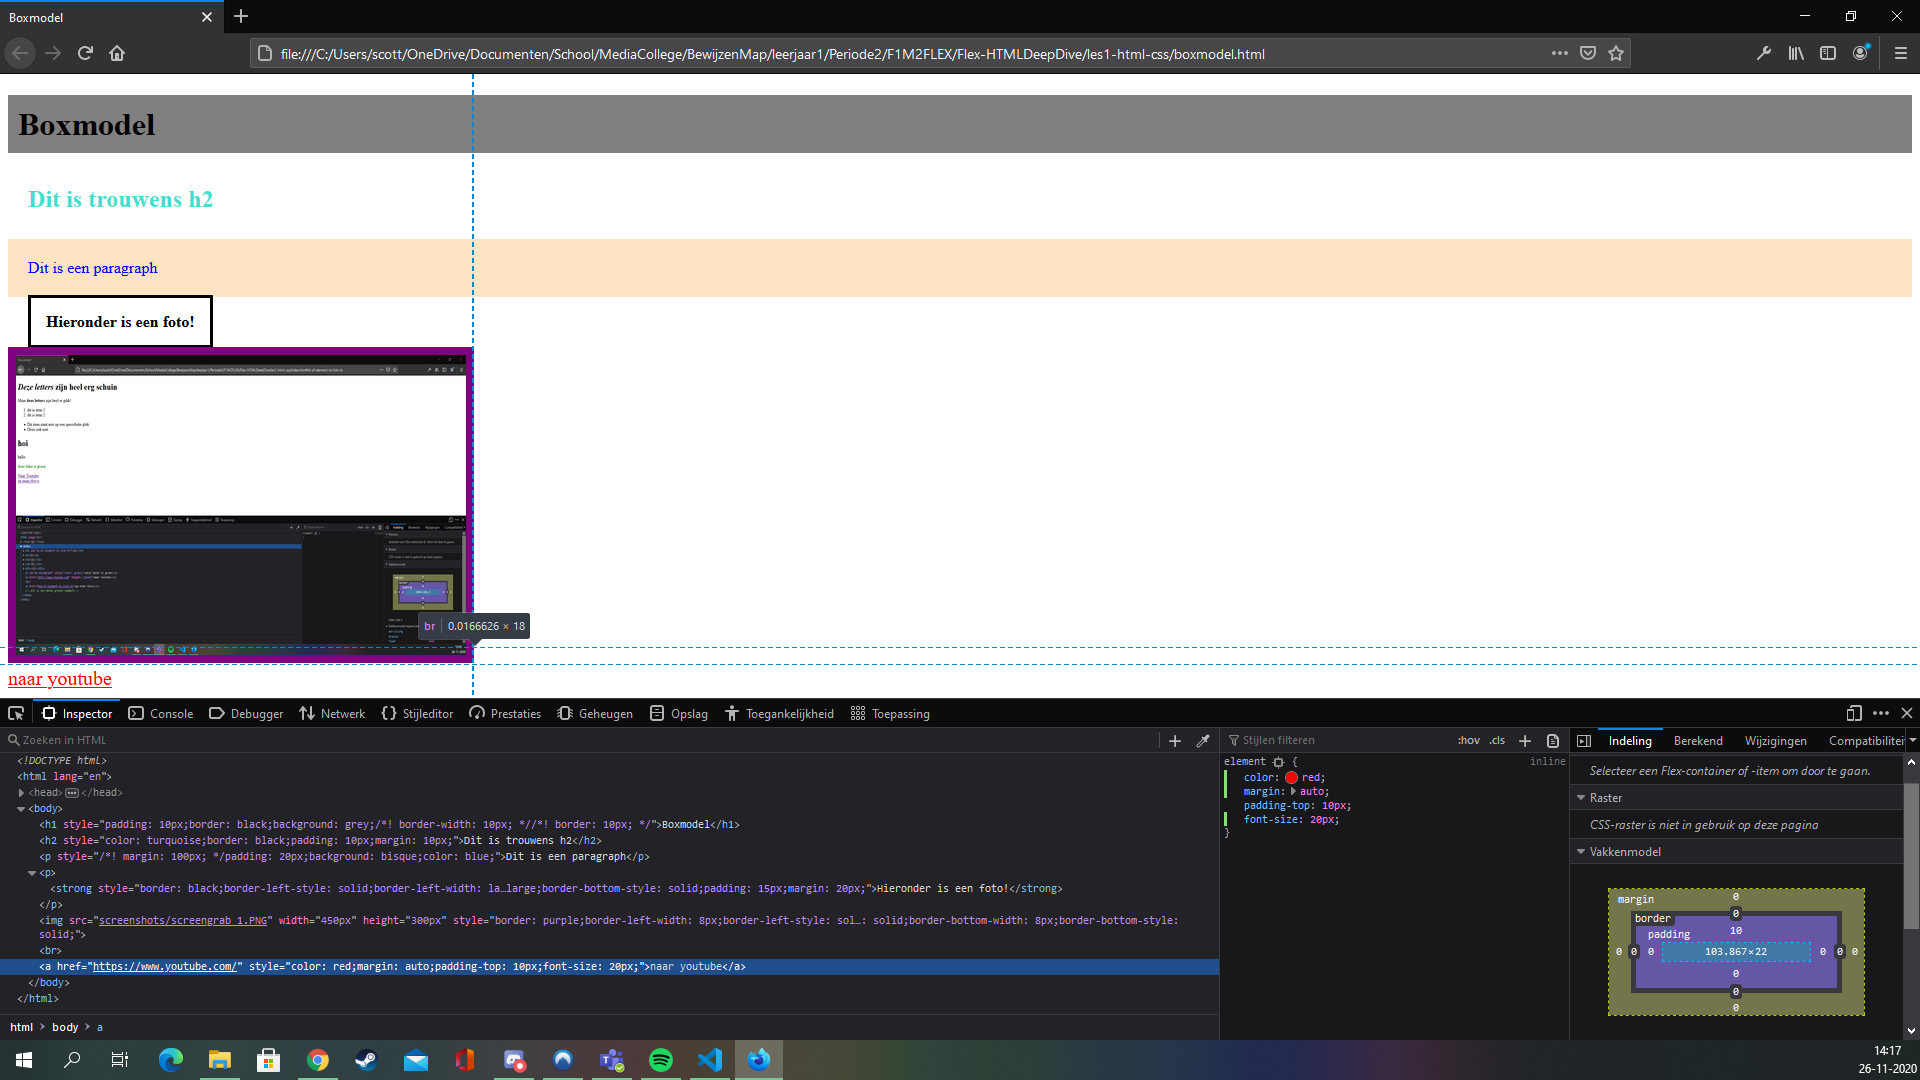 Boxmodel
file:///C:/Users/scott/OneDrive/Documenten/School/MediaCollege/BewijzenMap/leerjaar1/Periode2/F1M2FLEX/Flex-HTMLDeepDive/les1-html-css/boxmodel.html
Boxmodel
Dit is trouwens h2
Dit is een paragraph
Hieronder is een foto!
Deze letters zijn heel erg schuin
hoi
br 0.0166626 × 18
naar youtube
Inspector Console Debugger Netwerk Stijleditor Prestaties Geheugen Opslag Toegankelijkheid Toepassing
Zoeken in HTML
<!DOCTYPE html>
<html lang="en">
<head></head>
<body>
<h1 style="padding: 10px;border: black;background: grey;/*! border-width: 10px; *//*! border: 10px; */">Boxmodel</h1>
<h2 style="color: turquoise;border: black;padding: 10px;margin: 10px;">Dit is trouwens h2</h2>
<p style="/*! margin: 100px; */padding: 20px;background: bisque;color: blue;">Dit is een paragraph</p>
<p>
<strong style="border: black;border-left-style: solid;border-left-width: la…large;border-bottom-style: solid;padding: 15px;margin: 20px;">Hieronder is een foto!</strong>
</p>
<img src="screenshots/screengrab 1.PNG" width="450px" height="300px" style="border: purple;border-left-width: 8px;border-left-style: sol…: solid;border-bottom-width: 8px;border-bottom-style:
solid;">
<br>
<a href="https://www.youtube.com/" style="color: red;margin: auto;padding-top: 10px;font-size: 20px;">naar youtube</a>
</body>
</html>
html > body > a
Stijlen filteren :hov .cls
element { inline
color: red;
margin: auto;
padding-top: 10px;
font-size: 20px;
}
Indeling Berekend Wijzigingen Compatibilitei
Selecteer een Flex-container of -item om door te gaan.
Raster
CSS-raster is niet in gebruik op deze pagina
Vakkenmodel
margin 0
border 0
padding 10
0 0 0 103.867×22 0 0 0
0
0
0
14:17
26-11-2020